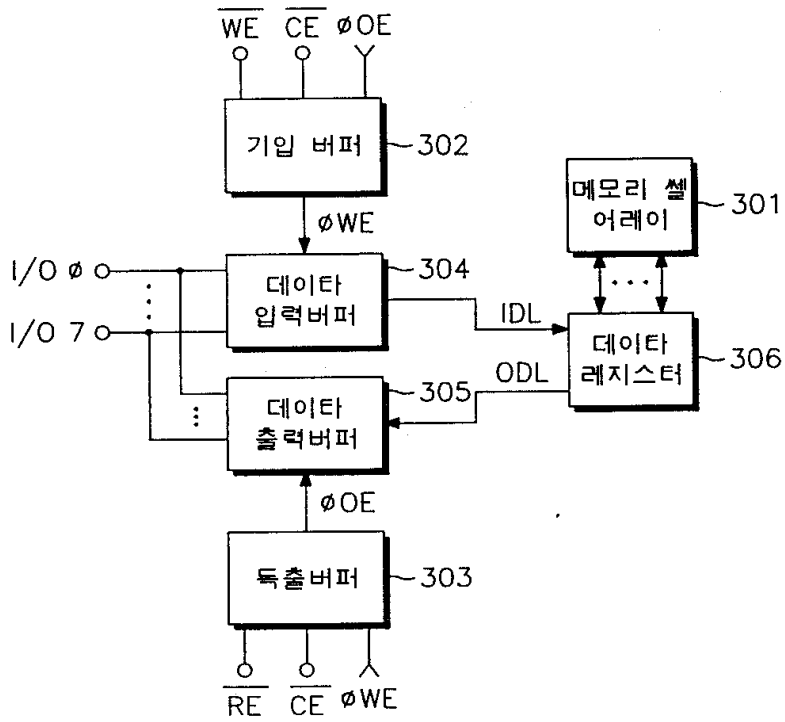 WE CE øOE
기입 버퍼
302
øWE
메모리 쎌
어레이
301
I/O ø
I/O 7
데이타
입력버퍼
304
IDL
데이타
레지스터
306
ODL
데이타
출력버퍼
305
øOE
독출버퍼
303
RE CE øWE